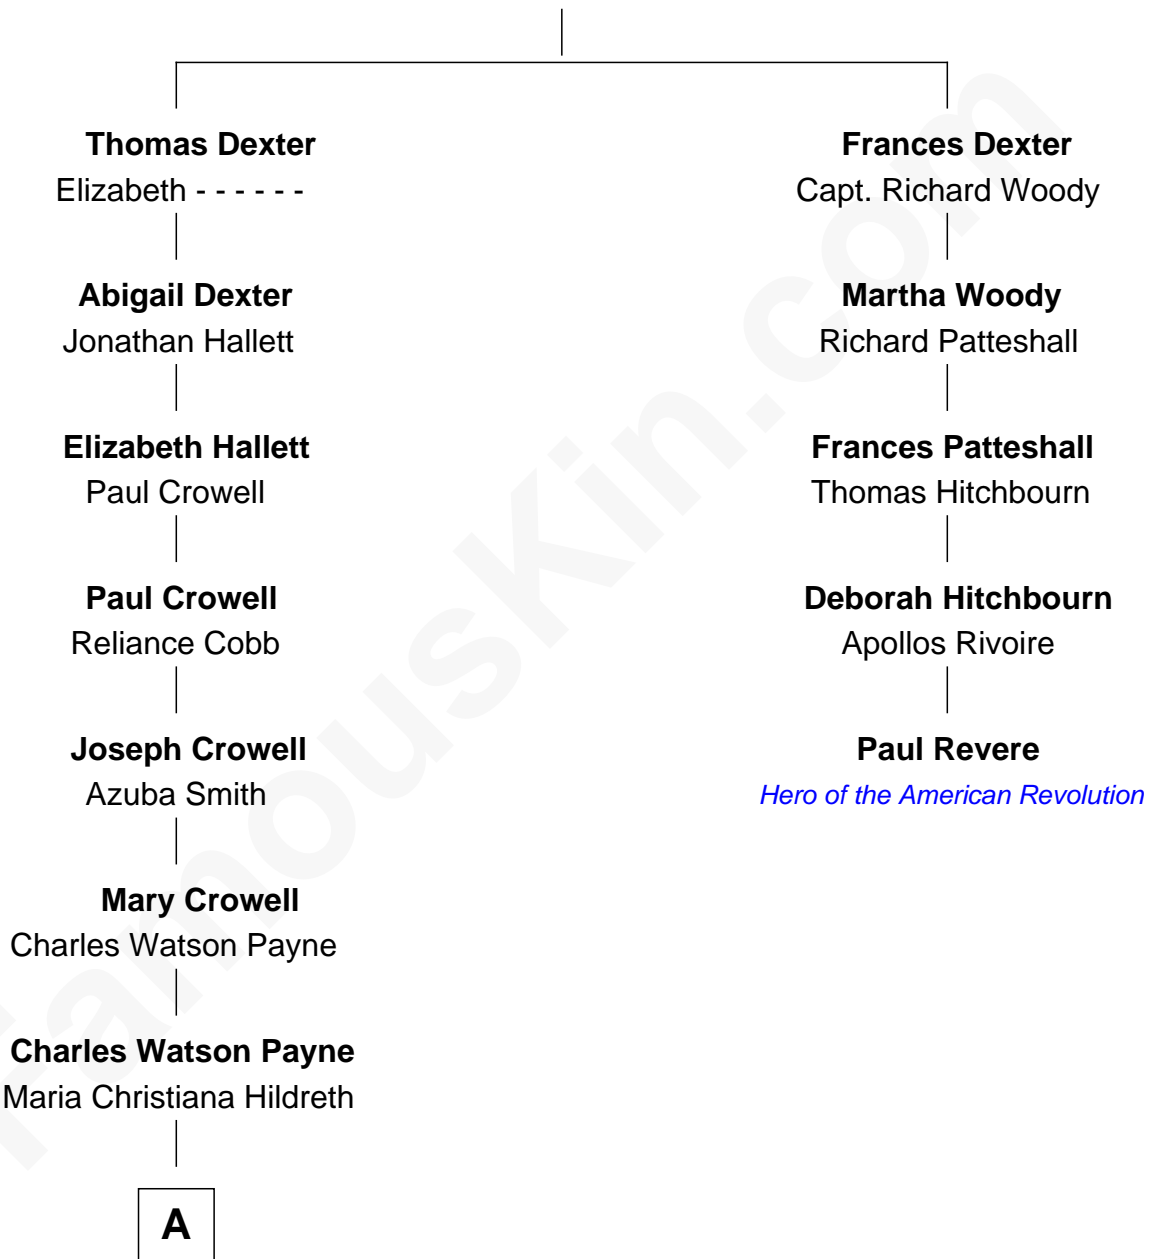 Thomas Dexter
Elizabeth - - - - - -
Frances Dexter
Capt. Richard Woody
Abigail Dexter
Jonathan Hallett
Martha Woody
Richard Patteshall
Elizabeth Hallett
Paul Crowell
Frances Patteshall
Thomas Hitchbourn
Paul Crowell
Reliance Cobb
Deborah Hitchbourn
Apollos Rivoire
Joseph Crowell
Azuba Smith
Paul Revere
Hero of the American Revolution
Mary Crowell
Charles Watson Payne
Charles Watson Payne
Maria Christiana Hildreth
A
FamousKin.com